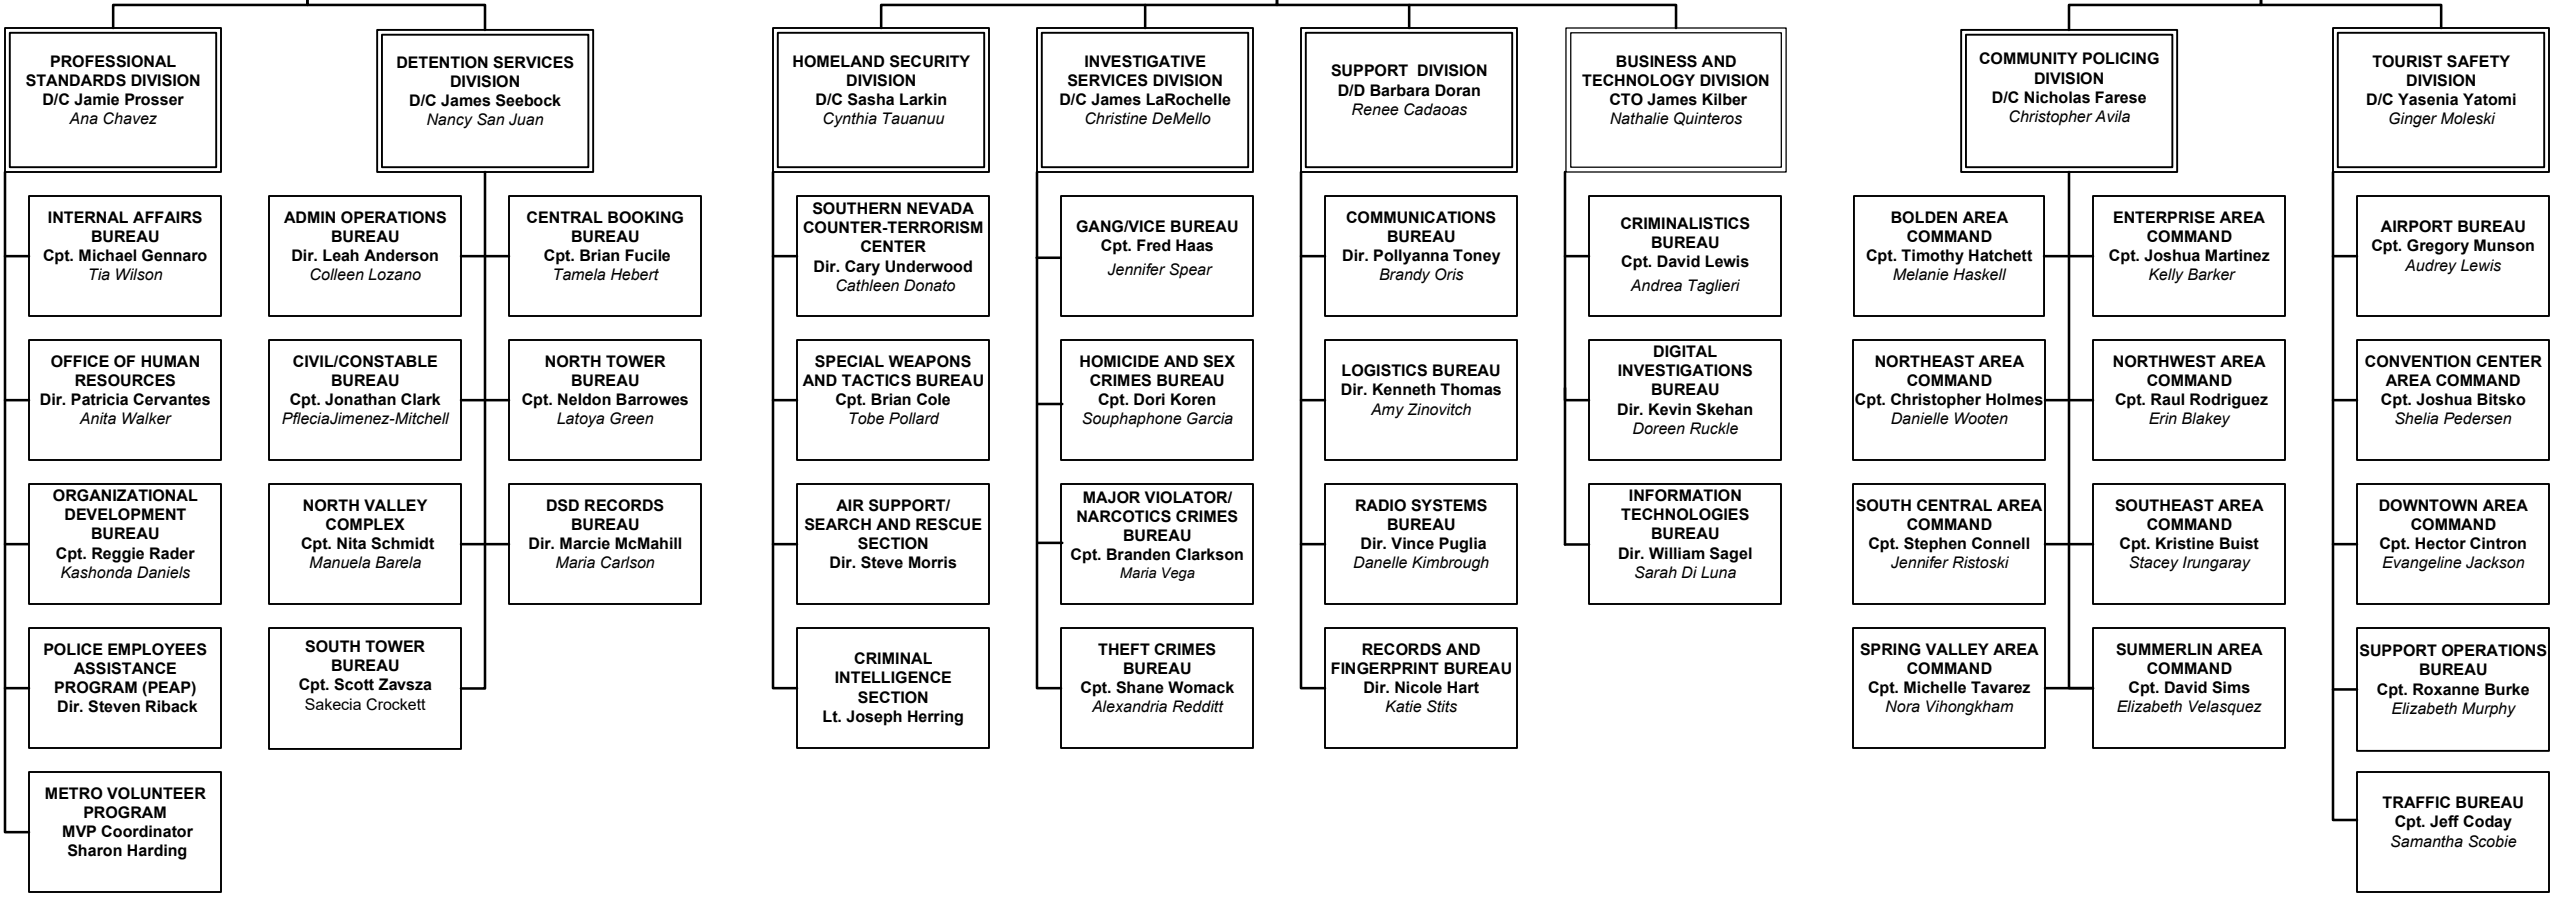 PROFESSIONAL
STANDARDS DIVISION
D/C Jamie Prosser
Ana Chavez
DETENTION SERVICES
DIVISION
D/C James Seebock
Nancy San Juan
HOMELAND SECURITY
DIVISION
D/C Sasha Larkin
Cynthia Tauanuu
INVESTIGATIVE
SERVICES DIVISION
D/C James LaRochelle
Christine DeMello
SUPPORT DIVISION
D/D Barbara Doran
Renee Cadaoas
BUSINESS AND
TECHNOLOGY DIVISION
CTO James Kilber
Nathalie Quinteros
COMMUNITY POLICING
DIVISION
D/C Nicholas Farese
Christopher Avila
TOURIST SAFETY
DIVISION
D/C Yasenia Yatomi
Ginger Moleski
INTERNAL AFFAIRS
BUREAU
Cpt. Michael Gennaro
Tia Wilson
ADMIN OPERATIONS
BUREAU
Dir. Leah Anderson
Colleen Lozano
CENTRAL BOOKING
BUREAU
Cpt. Brian Fucile
Tamela Hebert
SOUTHERN NEVADA
COUNTER-TERRORISM
CENTER
Dir. Cary Underwood
Cathleen Donato
GANG/VICE BUREAU
Cpt. Fred Haas
Jennifer Spear
COMMUNICATIONS
BUREAU
Dir. Pollyanna Toney
Brandy Oris
CRIMINALISTICS
BUREAU
Cpt. David Lewis
Andrea Taglieri
BOLDEN AREA
COMMAND
Cpt. Timothy Hatchett
Melanie Haskell
ENTERPRISE AREA
COMMAND
Cpt. Joshua Martinez
Kelly Barker
AIRPORT BUREAU
Cpt. Gregory Munson
Audrey Lewis
OFFICE OF HUMAN
RESOURCES
Dir. Patricia Cervantes
Anita Walker
CIVIL/CONSTABLE
BUREAU
Cpt. Jonathan Clark
PfleciaJimenez-Mitchell
NORTH TOWER
BUREAU
Cpt. Neldon Barrowes
Latoya Green
SPECIAL WEAPONS
AND TACTICS BUREAU
Cpt. Brian Cole
Tobe Pollard
HOMICIDE AND SEX
CRIMES BUREAU
Cpt. Dori Koren
Souphaphone Garcia
LOGISTICS BUREAU
Dir. Kenneth Thomas
Amy Zinovitch
DIGITAL
INVESTIGATIONS
BUREAU
Dir. Kevin Skehan
Doreen Ruckle
NORTHEAST AREA
COMMAND
Cpt. Christopher Holmes
Danielle Wooten
NORTHWEST AREA
COMMAND
Cpt. Raul Rodriguez
Erin Blakey
CONVENTION CENTER
AREA COMMAND
Cpt. Joshua Bitsko
Shelia Pedersen
ORGANIZATIONAL
DEVELOPMENT
BUREAU
Cpt. Reggie Rader
Kashonda Daniels
NORTH VALLEY
COMPLEX
Cpt. Nita Schmidt
Manuela Barela
DSD RECORDS
BUREAU
Dir. Marcie McMahill
Maria Carlson
AIR SUPPORT/
SEARCH AND RESCUE
SECTION
Dir. Steve Morris
MAJOR VIOLATOR/
NARCOTICS CRIMES
BUREAU
Cpt. Branden Clarkson
Maria Vega
RADIO SYSTEMS
BUREAU
Dir. Vince Puglia
Danelle Kimbrough
INFORMATION
TECHNOLOGIES
BUREAU
Dir. William Sagel
Sarah Di Luna
SOUTH CENTRAL AREA
COMMAND
Cpt. Stephen Connell
Jennifer Ristoski
SOUTHEAST AREA
COMMAND
Cpt. Kristine Buist
Stacey Irungaray
DOWNTOWN AREA
COMMAND
Cpt. Hector Cintron
Evangeline Jackson
POLICE EMPLOYEES
ASSISTANCE
PROGRAM (PEAP)
Dir. Steven Riback
SOUTH TOWER
BUREAU
Cpt. Scott Zavsza
Sakecia Crockett
CRIMINAL
INTELLIGENCE
SECTION
Lt. Joseph Herring
THEFT CRIMES
BUREAU
Cpt. Shane Womack
Alexandria Redditt
RECORDS AND
FINGERPRINT BUREAU
Dir. Nicole Hart
Katie Stits
SPRING VALLEY AREA
COMMAND
Cpt. Michelle Tavarez
Nora Vihongkham
SUMMERLIN AREA
COMMAND
Cpt. David Sims
Elizabeth Velasquez
SUPPORT OPERATIONS
BUREAU
Cpt. Roxanne Burke
Elizabeth Murphy
METRO VOLUNTEER
PROGRAM
MVP Coordinator
Sharon Harding
TRAFFIC BUREAU
Cpt. Jeff Coday
Samantha Scobie